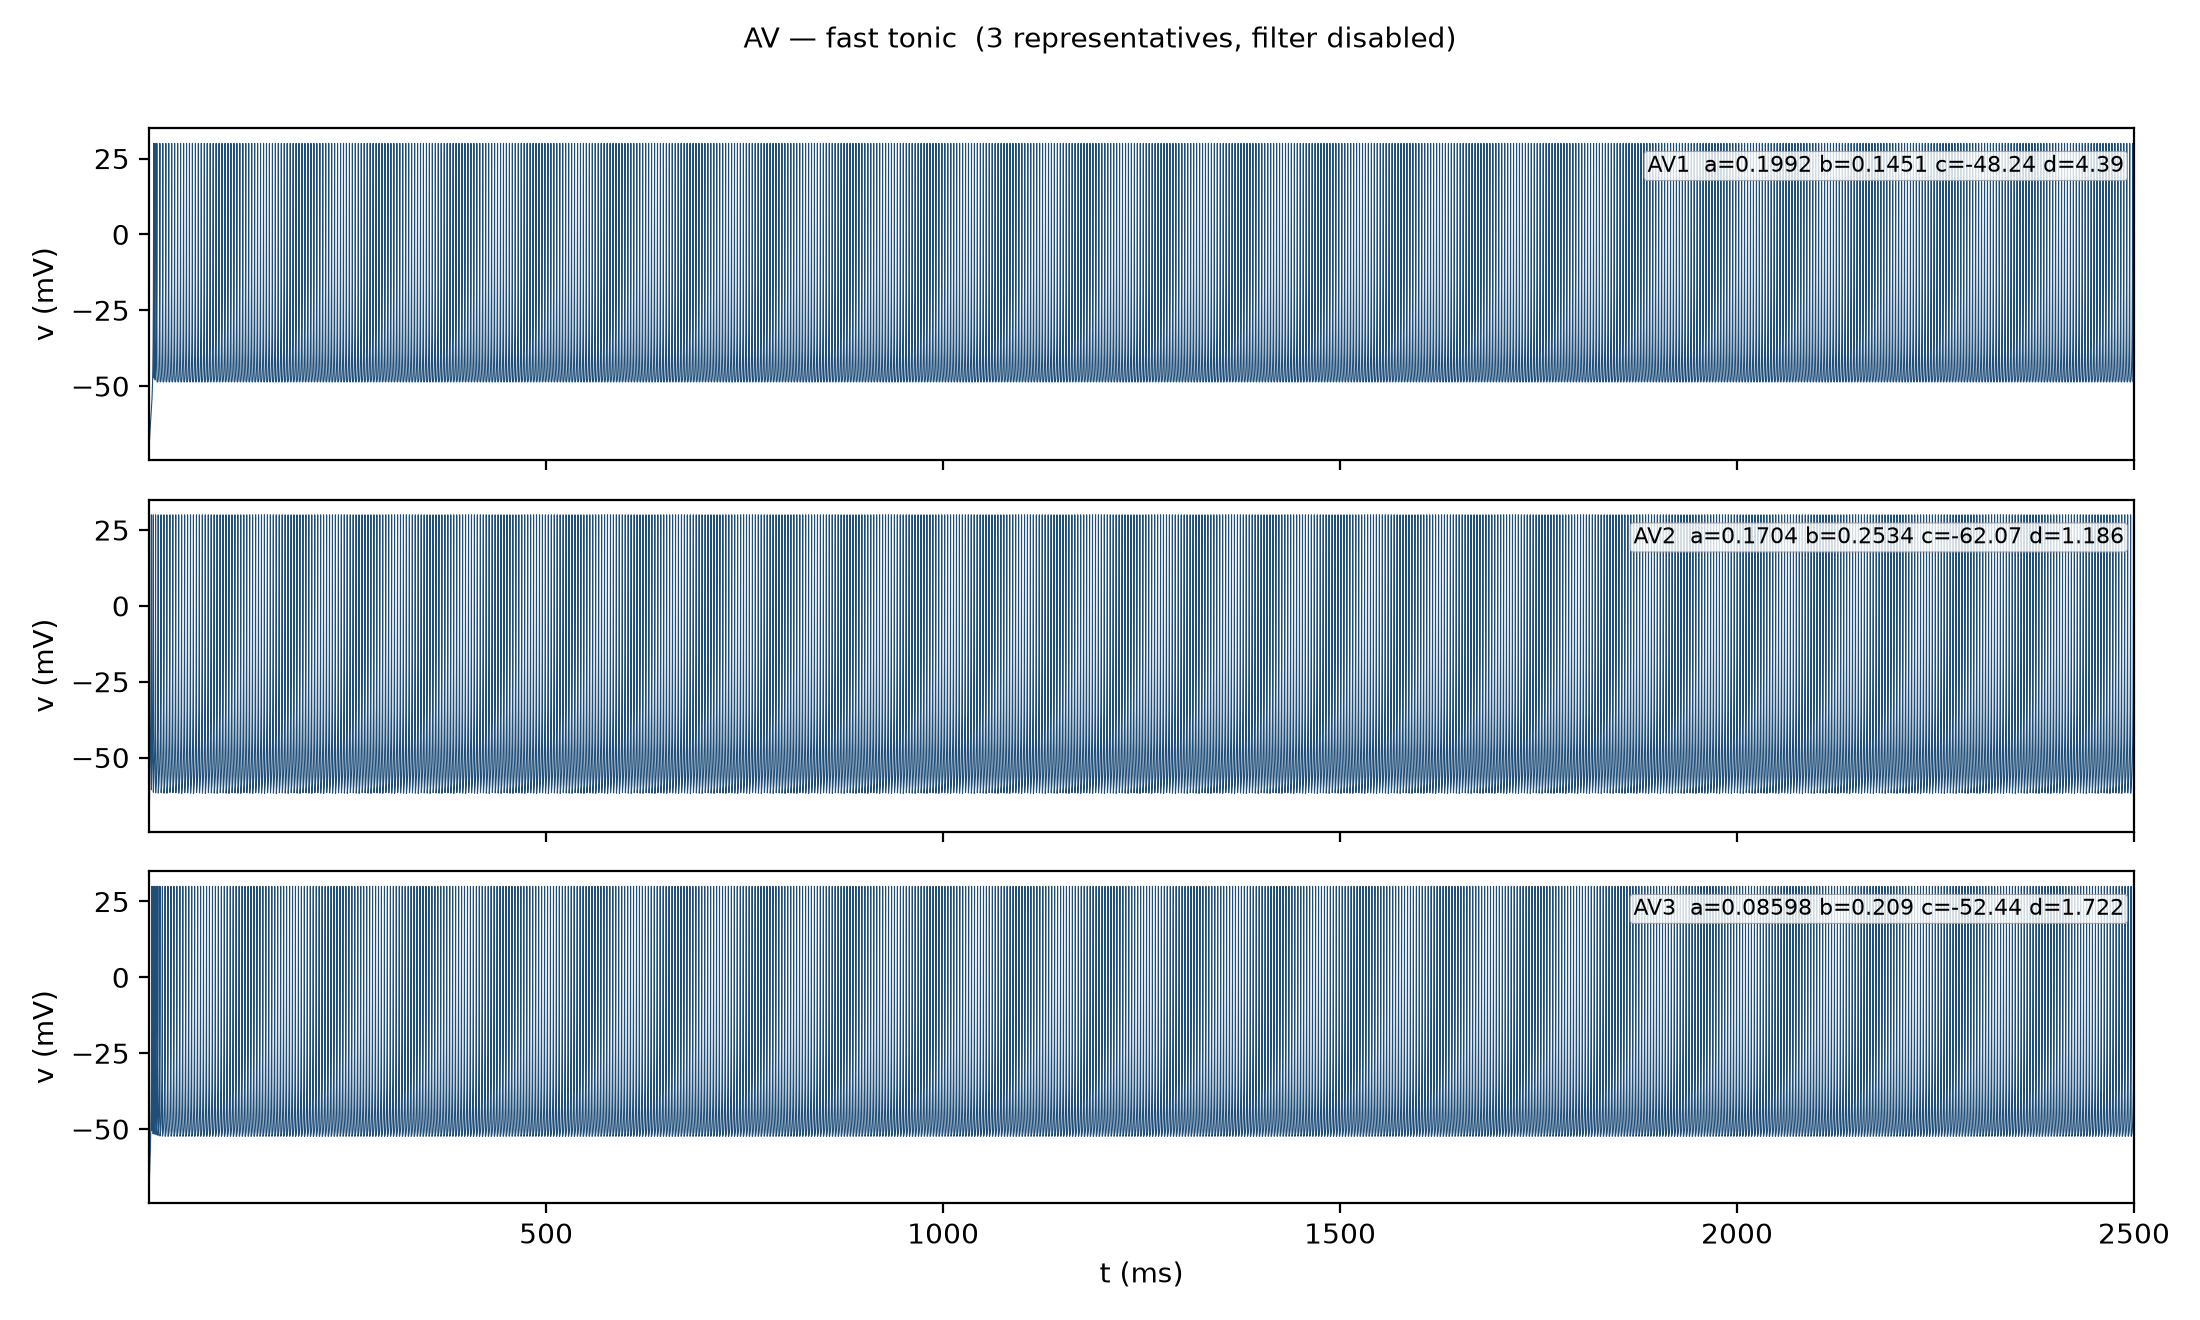 AV — fast tonic (3 representatives, filter disabled)
25
0
−25
−50
v (mV)
AV1 a=0.1992 b=0.1451 c=-48.24 d=4.39
25
0
−25
−50
v (mV)
AV2 a=0.1704 b=0.2534 c=-62.07 d=1.186
25
0
−25
−50
v (mV)
AV3 a=0.08598 b=0.209 c=-52.44 d=1.722
500 1000 1500 2000 2500
t (ms)